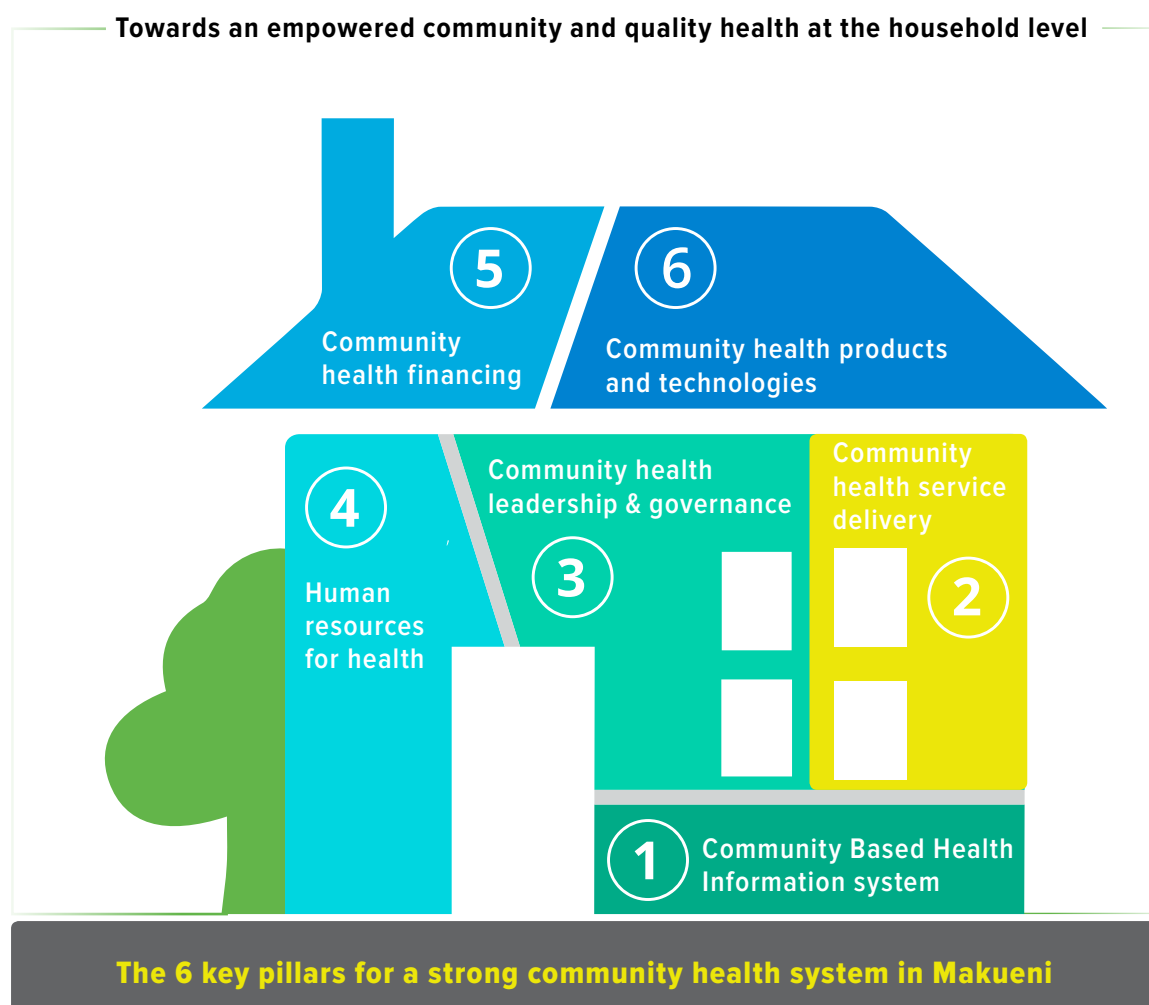 Towards an empowered community and quality health at the household level
5
Community
health financing
6
Community health products
and technologies
4
Human
resources
for health
Community health
leadership & governance
3
Community
health service
delivery
2
1
Community Based Health
Information system
The 6 key pillars for a strong community health system in Makueni